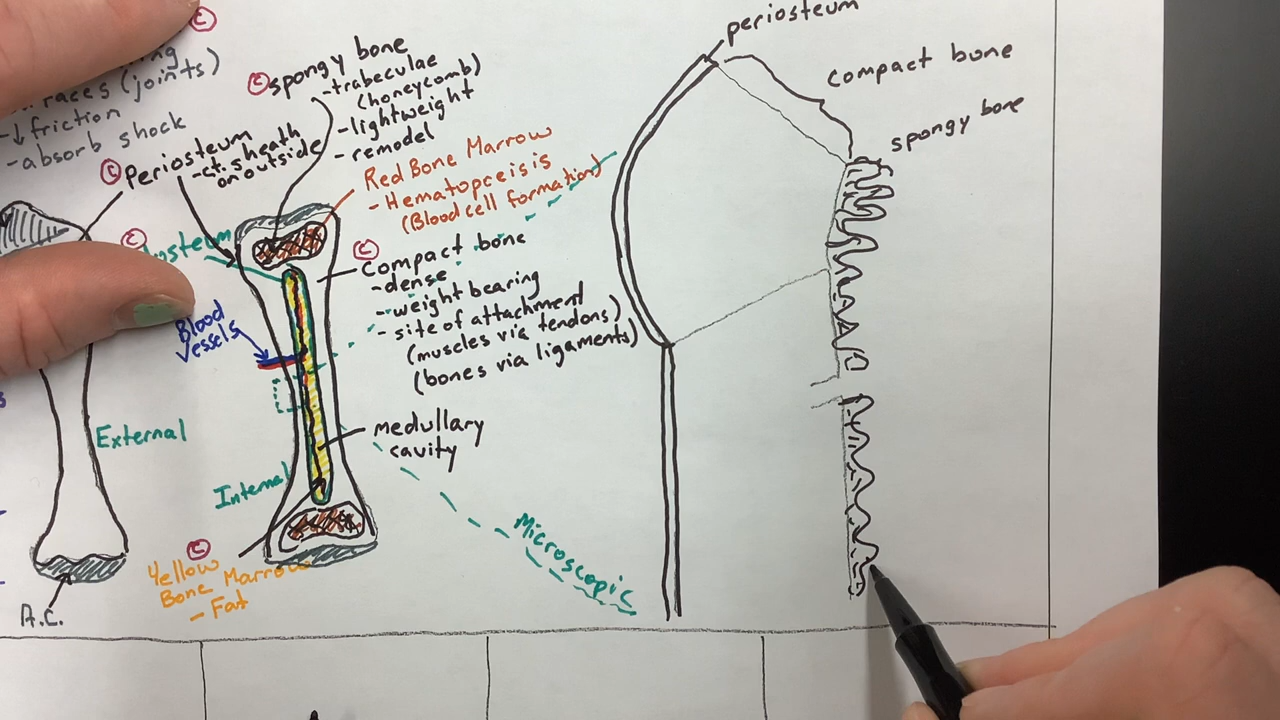 (joints)
-↓ friction
- absorb shock
© Periosteum
- c.t. sheath
on outside
© spongy bone
- trabeculae
(honeycomb)
- lightweight
- remodel
Red Bone Marrow
- Hematopoeisis
(Blood cell formation)
© Compact bone
- dense
- weight bearing
- site of attachment
(muscles via tendons)
(bones via ligaments)
Blood
Vessels
medullary
cavity
External
Internal
© Yellow
Bone Marrow
- Fat
A.C.
Microscopic
periosteum
compact bone
spongy bone